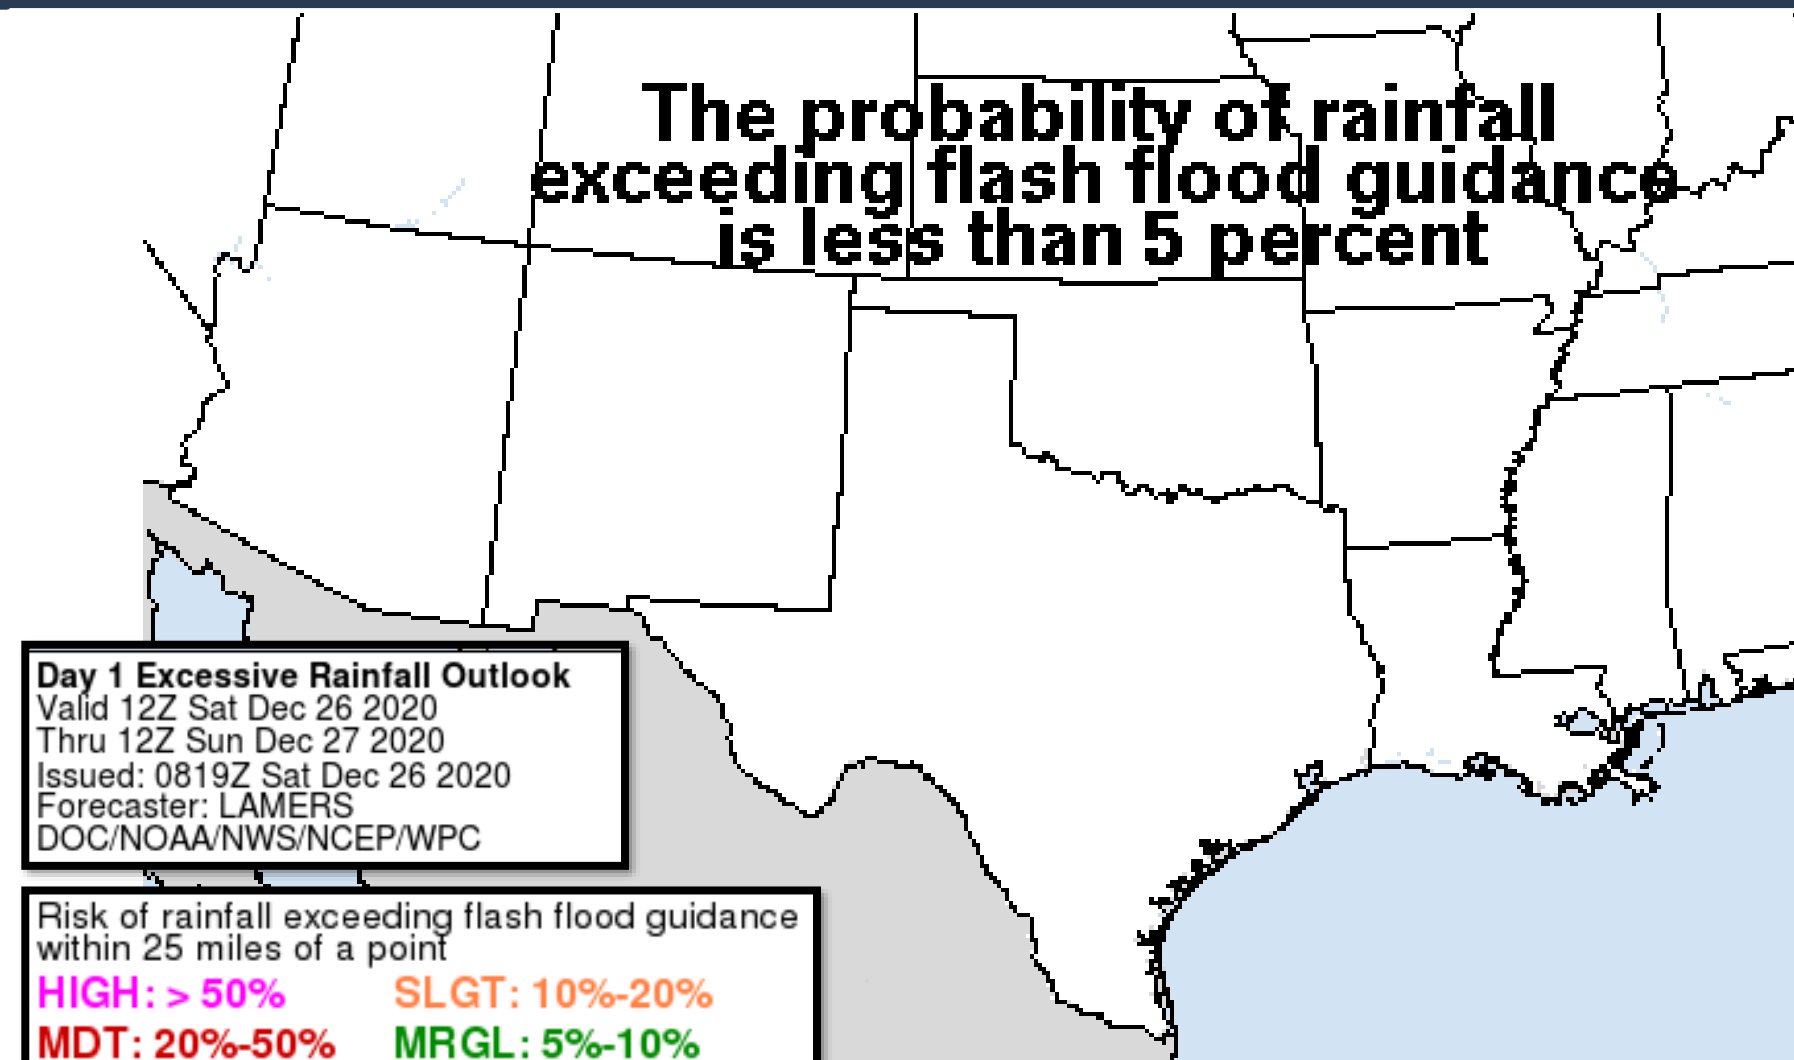 The probability of rainfall
exceeding flash flood guidance
is less than 5 percent
Day 1 Excessive Rainfall Outlook
Valid 12Z Sat Dec 26 2020
Thru 12Z Sun Dec 27 2020
Issued: 0819Z Sat Dec 26 2020
Forecaster: LAMERS
DOC/NOAA/NWS/NCEP/WPC
Risk of rainfall exceeding flash flood guidance
within 25 miles of a point
HIGH: > 50% SLGT: 10%-20%
MDT: 20%-50% MRGL: 5%-10%